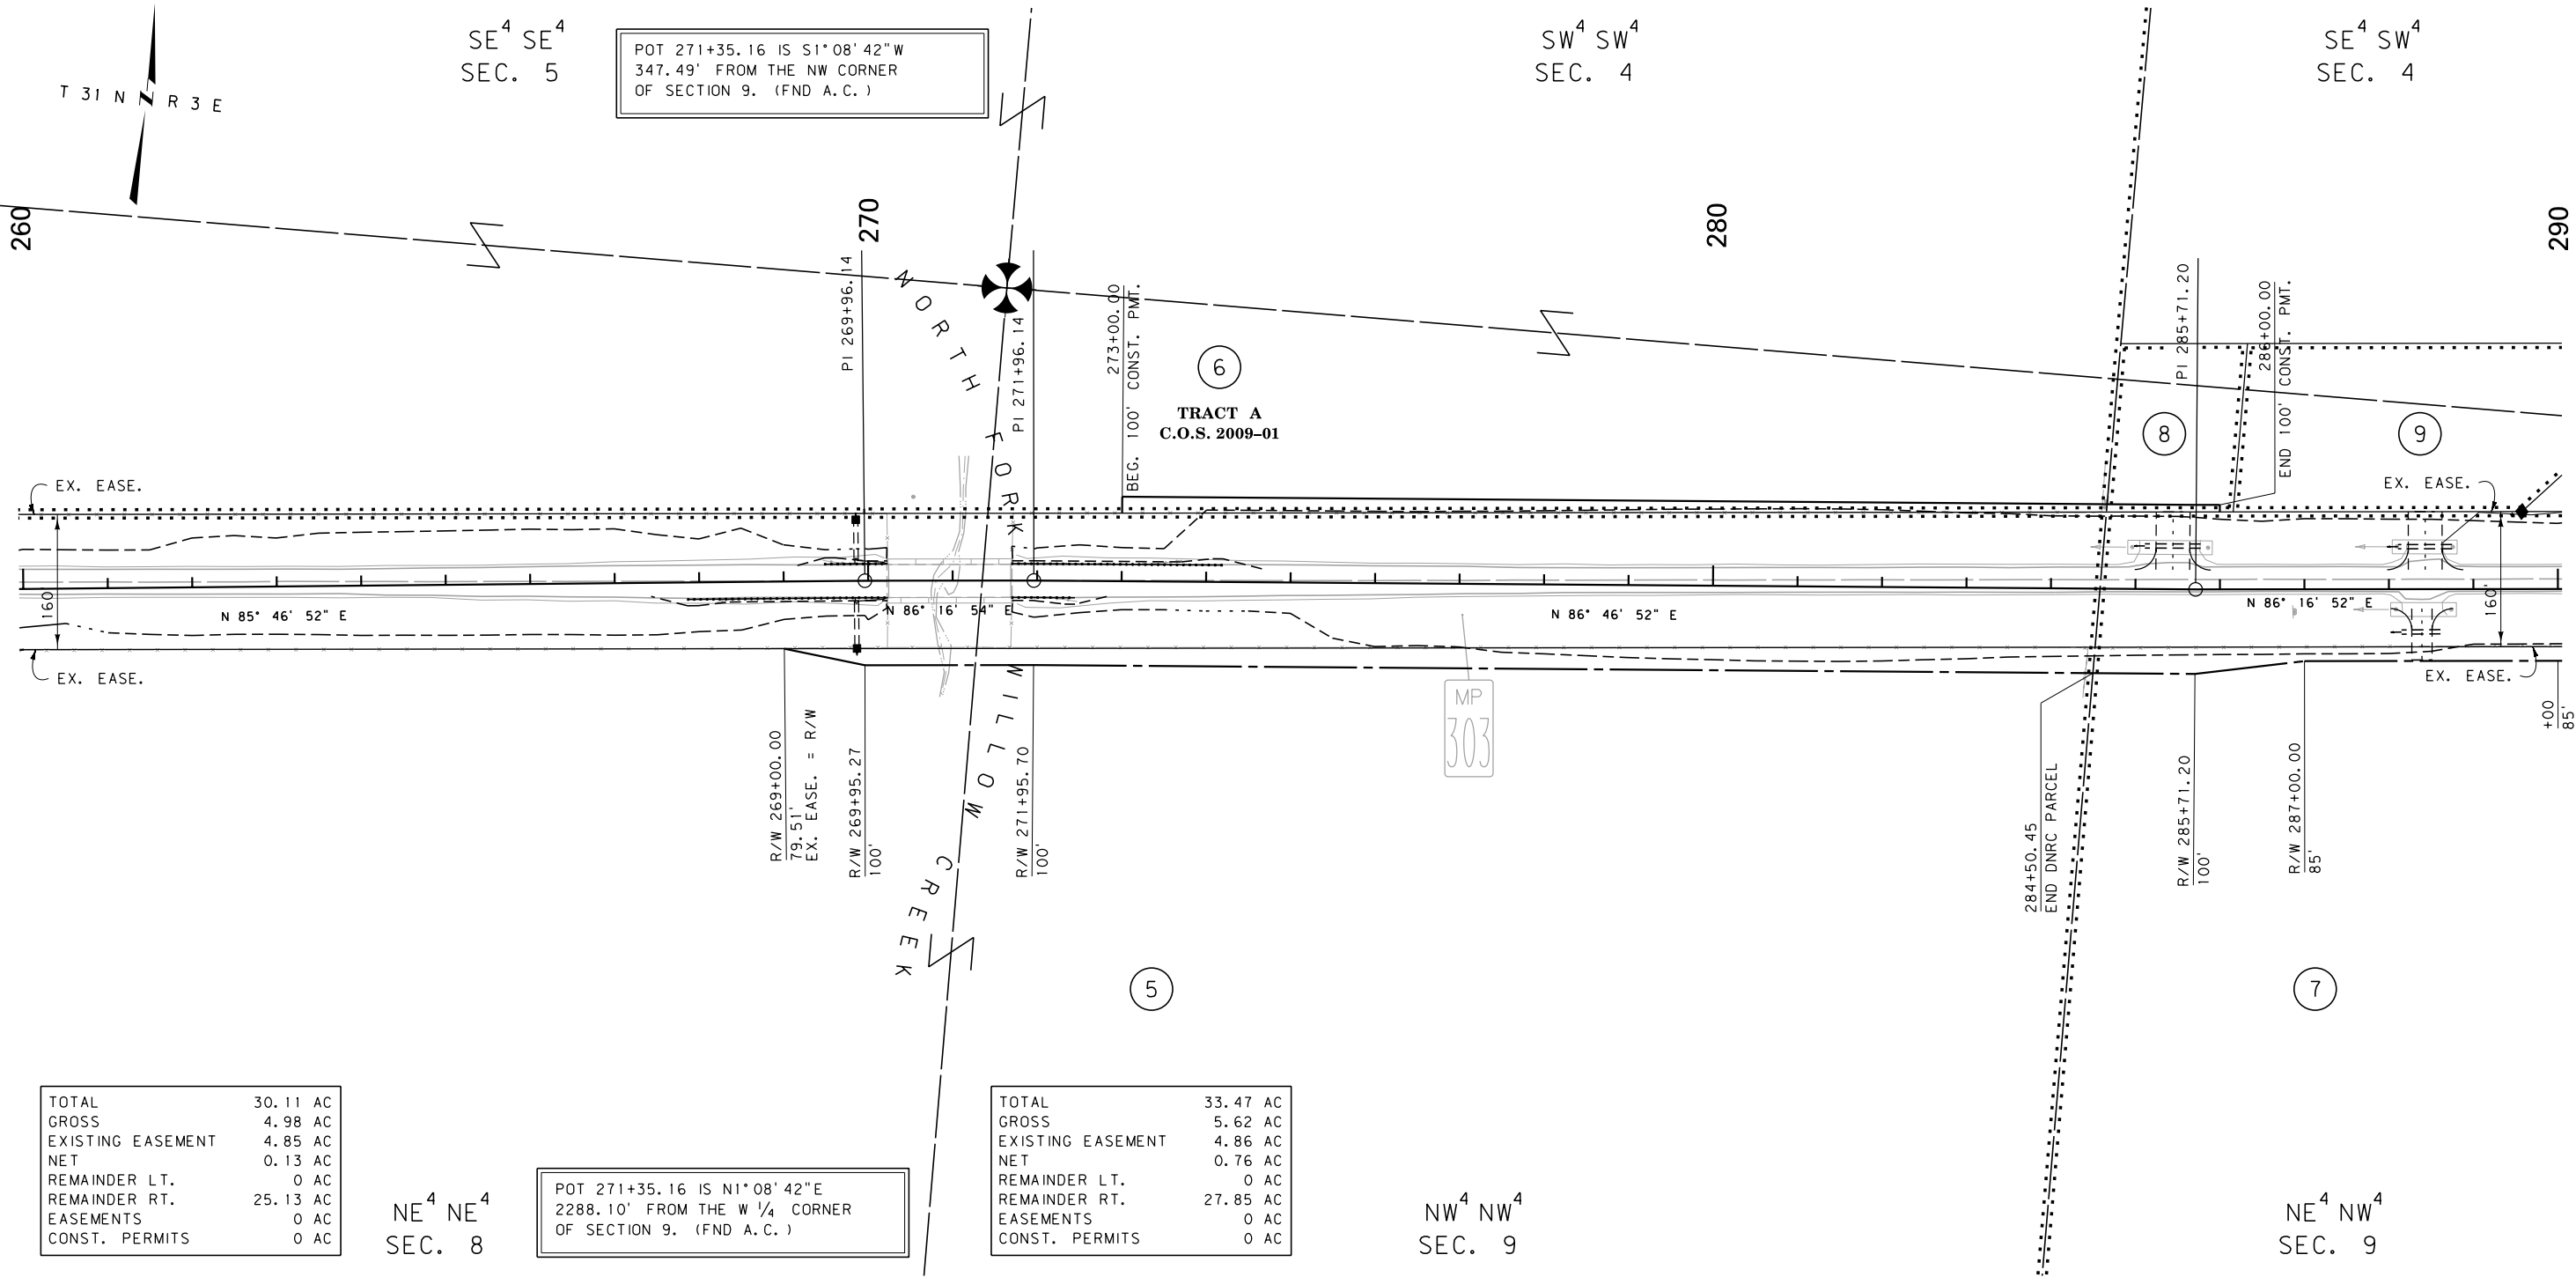 SE4 SE4
SEC. 5
POT 271+35.16 IS S1°08'42"W
347.49' FROM THE NW CORNER
OF SECTION 9. (FND A.C.)
SW4 SW4
SEC. 4
SE4 SW4
SEC. 4
T 31 N R 3 E
260
270
280
290
PI 269+96.14
NORTH FORK WILLOW CREEK
PI 271+96.14
273+00.00
BEG. 100' CONST. PMT.
6
TRACT A
C.O.S. 2009-01
PI 285+71.20
286+00.00
END 100' CONST. PMT.
8
9
EX. EASE.
EX. EASE.
160'
N 85° 46' 52" E
N 86° 16' 54" E
N 86° 46' 52" E
N 86° 16' 52" E
160'
EX. EASE.
EX. EASE.
MP
303
R/W 269+00.00
79.51'
EX. EASE. = R/W
R/W 269+95.27
100'
R/W 271+95.70
100'
284+50.45
END DNRC PARCEL
R/W 285+71.20
100'
R/W 287+00.00
85'
+00
85'
5
7
TOTAL 30.11 AC
GROSS 4.98 AC
EXISTING EASEMENT 4.85 AC
NET 0.13 AC
REMAINDER LT. 0 AC
REMAINDER RT. 25.13 AC
EASEMENTS 0 AC
CONST. PERMITS 0 AC
NE4 NE4
SEC. 8
POT 271+35.16 IS N1°08'42"E
2288.10' FROM THE W 1/4 CORNER
OF SECTION 9. (FND A.C.)
TOTAL 33.47 AC
GROSS 5.62 AC
EXISTING EASEMENT 4.86 AC
NET 0.76 AC
REMAINDER LT. 0 AC
REMAINDER RT. 27.85 AC
EASEMENTS 0 AC
CONST. PERMITS 0 AC
NW4 NW4
SEC. 9
NE4 NW4
SEC. 9